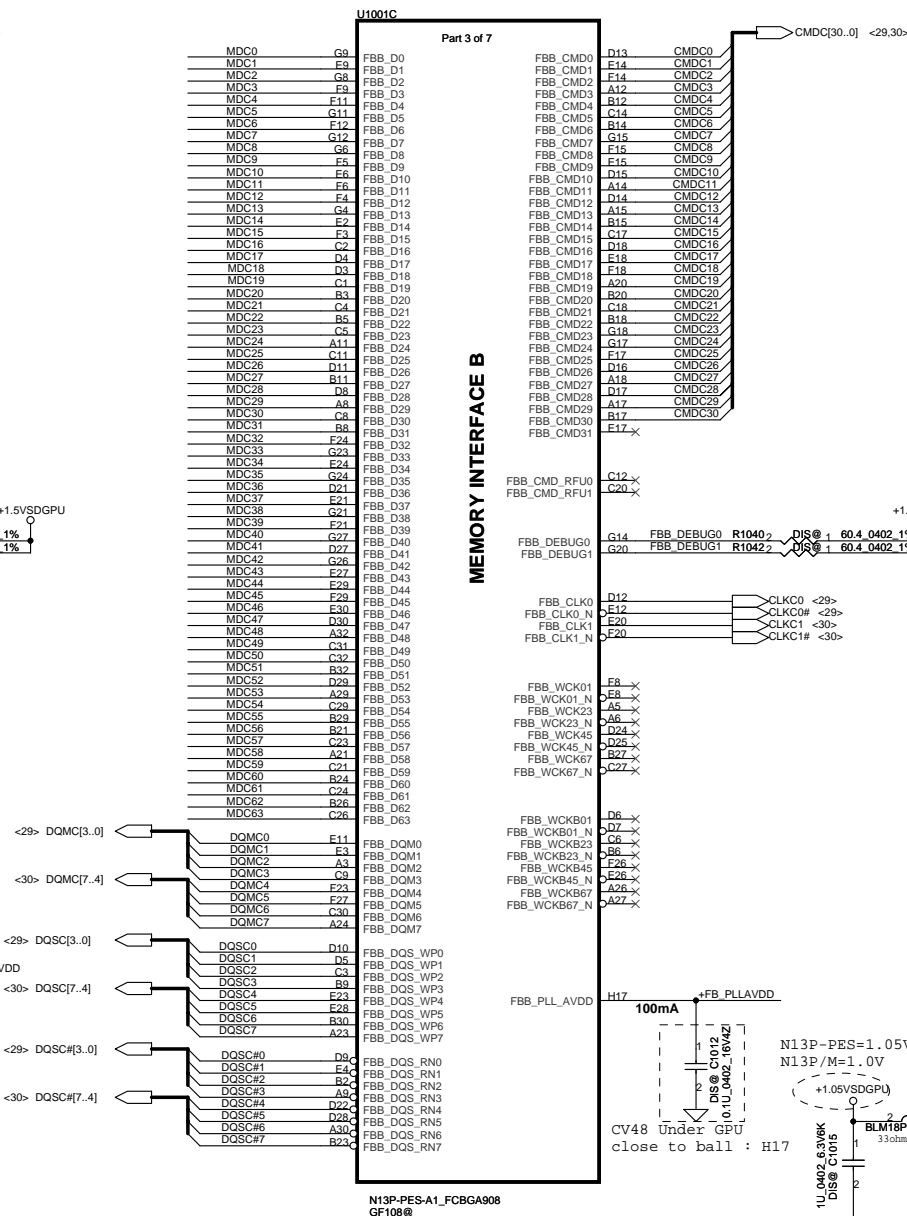 U1001C
Part 3 of 7
CMDC[30..0] <29,30>
MDC0 G9 FBB_D0 FBB_CMD0 D13 CMDC0
MDC1 E9 FBB_D1 FBB_CMD1 E14 CMDC1
MDC2 G8 FBB_D2 FBB_CMD2 F14 CMDC2
MDC3 F9 FBB_D3 FBB_CMD3 A12 CMDC3
MDC4 F11 FBB_D4 FBB_CMD4 B12 CMDC4
MDC5 G11 FBB_D5 FBB_CMD5 C14 CMDC5
MDC6 F12 FBB_D6 FBB_CMD6 B14 CMDC6
MDC7 G12 FBB_D7 FBB_CMD7 G15 CMDC7
MDC8 G6 FBB_D8 FBB_CMD8 F15 CMDC8
MDC9 F5 FBB_D9 FBB_CMD9 E15 CMDC9
MDC10 E6 FBB_D10 FBB_CMD10 D15 CMDC10
MDC11 F6 FBB_D11 FBB_CMD11 A14 CMDC11
MDC12 F4 FBB_D12 FBB_CMD12 D14 CMDC12
MDC13 G4 FBB_D13 FBB_CMD13 A15 CMDC13
MDC14 E2 FBB_D14 FBB_CMD14 B15 CMDC14
MDC15 F3 FBB_D15 FBB_CMD15 C17 CMDC15
MDC16 C2 FBB_D16 FBB_CMD16 D18 CMDC16
MDC17 D4 FBB_D17 FBB_CMD17 E18 CMDC17
MDC18 D3 FBB_D18 FBB_CMD18 F18 CMDC18
MDC19 C1 FBB_D19 FBB_CMD19 A20 CMDC19
MDC20 B3 FBB_D20 FBB_CMD20 B20 CMDC20
MDC21 C4 FBB_D21 FBB_CMD21 C18 CMDC21
MDC22 B5 FBB_D22 FBB_CMD22 B18 CMDC22
MDC23 C5 FBB_D23 FBB_CMD23 G18 CMDC23
MDC24 A11 FBB_D24 FBB_CMD24 G17 CMDC24
MDC25 C11 FBB_D25 FBB_CMD25 F17 CMDC25
MDC26 D11 FBB_D26 FBB_CMD26 D16 CMDC26
MDC27 B11 FBB_D27 FBB_CMD27 A18 CMDC27
MDC28 D8 FBB_D28 FBB_CMD28 D17 CMDC28
MDC29 A8 FBB_D29 FBB_CMD29 A17 CMDC29
MDC30 C8 FBB_D30 FBB_CMD30 B17 CMDC30
MDC31 B8 FBB_D31 FBB_CMD31 E17
MDC32 F24 FBB_D32
MDC33 G23 FBB_D33
MDC34 E24 FBB_D34
MDC35 G24 FBB_D35 FBB_CMD_RFU0 C12
MDC36 D21 FBB_D36 FBB_CMD_RFU1 C20
MDC37 E21 FBB_D37
MDC38 G21 FBB_D38
MDC39 F21 FBB_D39
MDC40 G27 FBB_D40 FBB_DEBUG0 G14 FBB_DEBUG0 R1040 2 DIS@ 1 60.4_0402_1%
MDC41 D27 FBB_D41 FBB_DEBUG1 G20 FBB_DEBUG1 R1042 2 DIS@ 1 60.4_0402_1%
MDC42 G26 FBB_D42
MDC43 E27 FBB_D43
MDC44 E29 FBB_D44
MDC45 F29 FBB_D45 FBB_CLK0 D12 CLKC0 <29>
MDC46 E30 FBB_D46 FBB_CLK0_N E12 CLKC0# <29>
MDC47 D30 FBB_D47 FBB_CLK1 E20 CLKC1 <30>
MDC48 A32 FBB_D48 FBB_CLK1_N F20 CLKC1# <30>
MDC49 C31 FBB_D49
MDC50 C32 FBB_D50
MDC51 B32 FBB_D51
MDC52 D29 FBB_D52 FBB_WCK01 F8
MDC53 A29 FBB_D53 FBB_WCK01_N E8
MDC54 C29 FBB_D54 FBB_WCK23 A5
MDC55 B29 FBB_D55 FBB_WCK23_N A6
MDC56 B21 FBB_D56 FBB_WCK45 D24
MDC57 C23 FBB_D57 FBB_WCK45_N D25
MDC58 A21 FBB_D58 FBB_WCK67 B27
MDC59 C21 FBB_D59 FBB_WCK67_N C27
MDC60 B24 FBB_D60
MDC61 C24 FBB_D61
MDC62 B26 FBB_D62
MDC63 C26 FBB_D63
MEMORY INTERFACE B
+1.5VSDGPU
_1%
_1%
+1.
FBB_WCKB01 D6
FBB_WCKB01_N D7
FBB_WCKB23 C6
FBB_WCKB23_N B6
FBB_WCKB45 F26
FBB_WCKB45_N E26
FBB_WCKB67 A26
FBB_WCKB67_N A27
<29> DQMC[3..0]
<30> DQMC[7..4]
DQMC0 E11 FBB_DQM0
DQMC1 E3 FBB_DQM1
DQMC2 A3 FBB_DQM2
DQMC3 C9 FBB_DQM3
DQMC4 F23 FBB_DQM4
DQMC5 F27 FBB_DQM5
DQMC6 C30 FBB_DQM6
DQMC7 A24 FBB_DQM7
<29> DQSC[3..0]
VDD
<30> DQSC[7..4]
DQSC0 D10 FBB_DQS_WP0
DQSC1 D5 FBB_DQS_WP1
DQSC2 C3 FBB_DQS_WP2
DQSC3 B9 FBB_DQS_WP3
DQSC4 E23 FBB_DQS_WP4
DQSC5 E28 FBB_DQS_WP5
DQSC6 B30 FBB_DQS_WP6
DQSC7 A23 FBB_DQS_WP7
FBB_PLL_AVDD H17 +FB_PLLAVDD
100mA
<29> DQSC#[3..0]
<30> DQSC#[7..4]
DQSC#0 D9 FBB_DQS_RN0
DQSC#1 E4 FBB_DQS_RN1
DQSC#2 B2 FBB_DQS_RN2
DQSC#3 A9 FBB_DQS_RN3
DQSC#4 D22 FBB_DQS_RN4
DQSC#5 D28 FBB_DQS_RN5
DQSC#6 A30 FBB_DQS_RN6
DQSC#7 B23 FBB_DQS_RN7
1
2
DIS@ C1012
0.1U_0402_16V4Z
CV48 Under GPU
close to ball : H17
N13P-PES=1.05V
N13P/M=1.0V
+1.05VSDGPU
2
BLM18P
33ohm
1
2
1U_0402_6.3V6K
DIS@ C1015
N13P-PES-A1_FCBGA908
GF108@